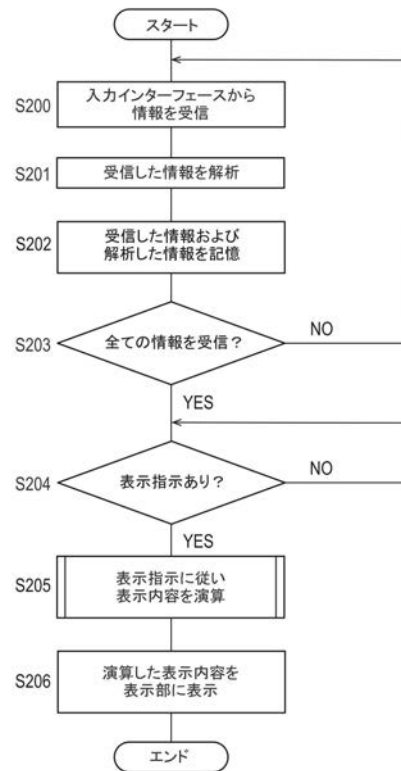 スタート
S200
入力インターフェースから
情報を受信
S201
受信した情報を解析
S202
受信した情報および
解析した情報を記憶
S203
全ての情報を受信？
NO
YES
S204
表示指示あり？
NO
YES
S205
表示指示に従い
表示内容を演算
S206
演算した表示内容を
表示部に表示
エンド